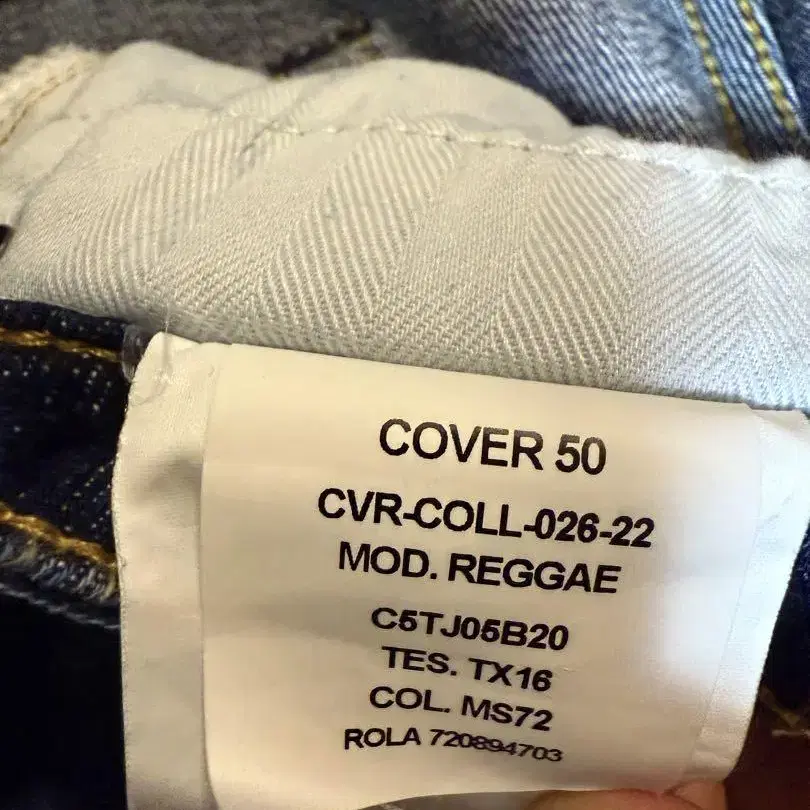 COVER 50
CVR-COLL-026-22
MOD. REGGAE
C5TJ05B20
TES. TX16
COL. MS72
ROLA 720894703